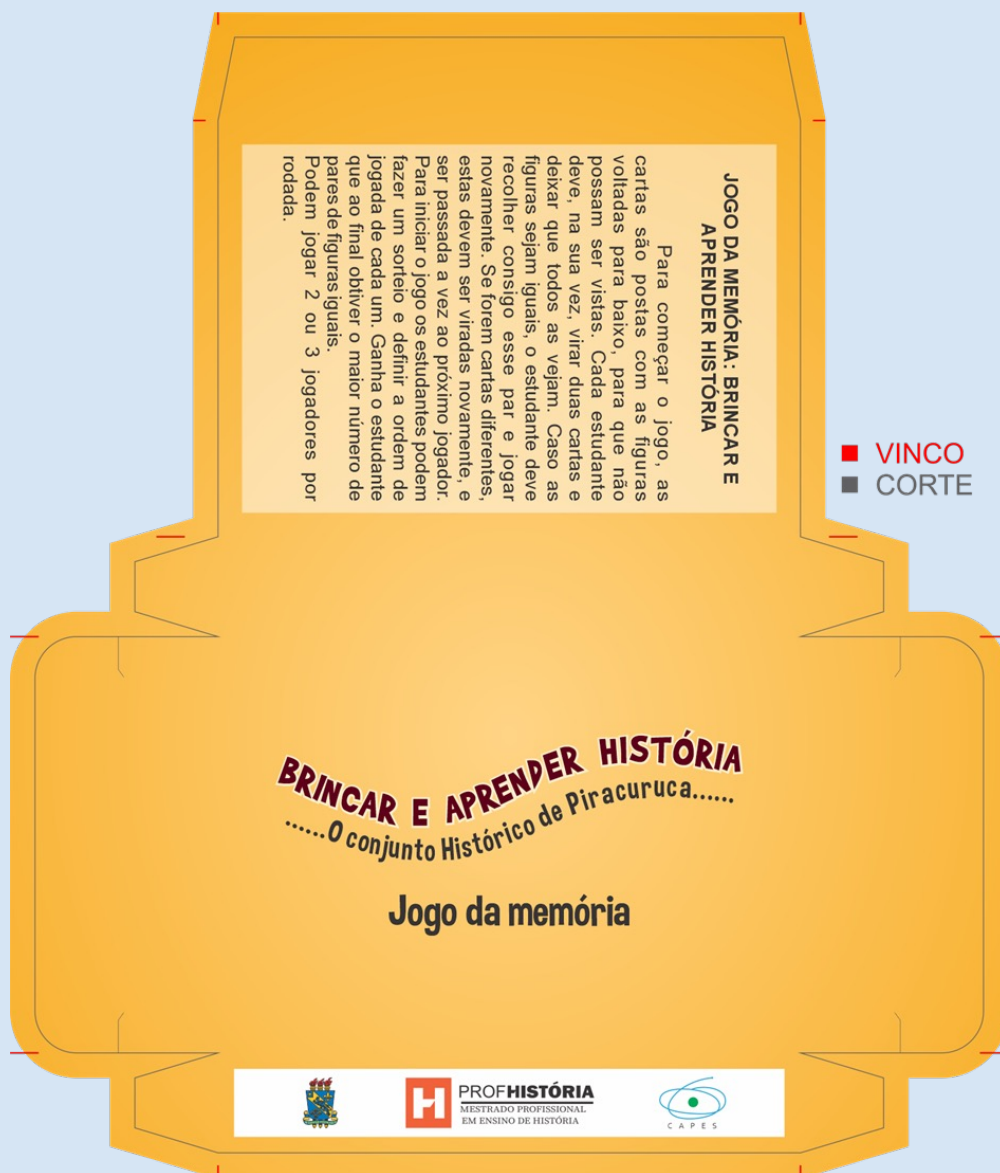 JOGO DA MEMÓRIA: BRINCAR E
APRENDER HISTÓRIA
Para começar o jogo, as
cartas são postas com as figuras
voltadas para baixo, para que não
possam ser vistas. Cada estudante
deve, na sua vez, virar duas cartas e
deixar que todos as vejam. Caso as
figuras sejam iguais, o estudante deve
recolher consigo esse par e jogar
novamente. Se forem cartas diferentes,
estas devem ser viradas novamente, e
ser passada a vez ao próximo jogador.
Para iniciar o jogo os estudantes podem
fazer um sorteio e definir a ordem de
jogada de cada um. Ganha o estudante
que ao final obtiver o maior número de
pares de figuras iguais.
Podem jogar 2 ou 3 jogadores por
rodada.
VINCO
CORTE
BRINCAR E APRENDER HISTÓRIA
......O conjunto Histórico de Piracuruca......
Jogo da memória
H
PROFHISTÓRIA
MESTRADO PROFISSIONAL
EM ENSINO DE HISTÓRIA
CAPES